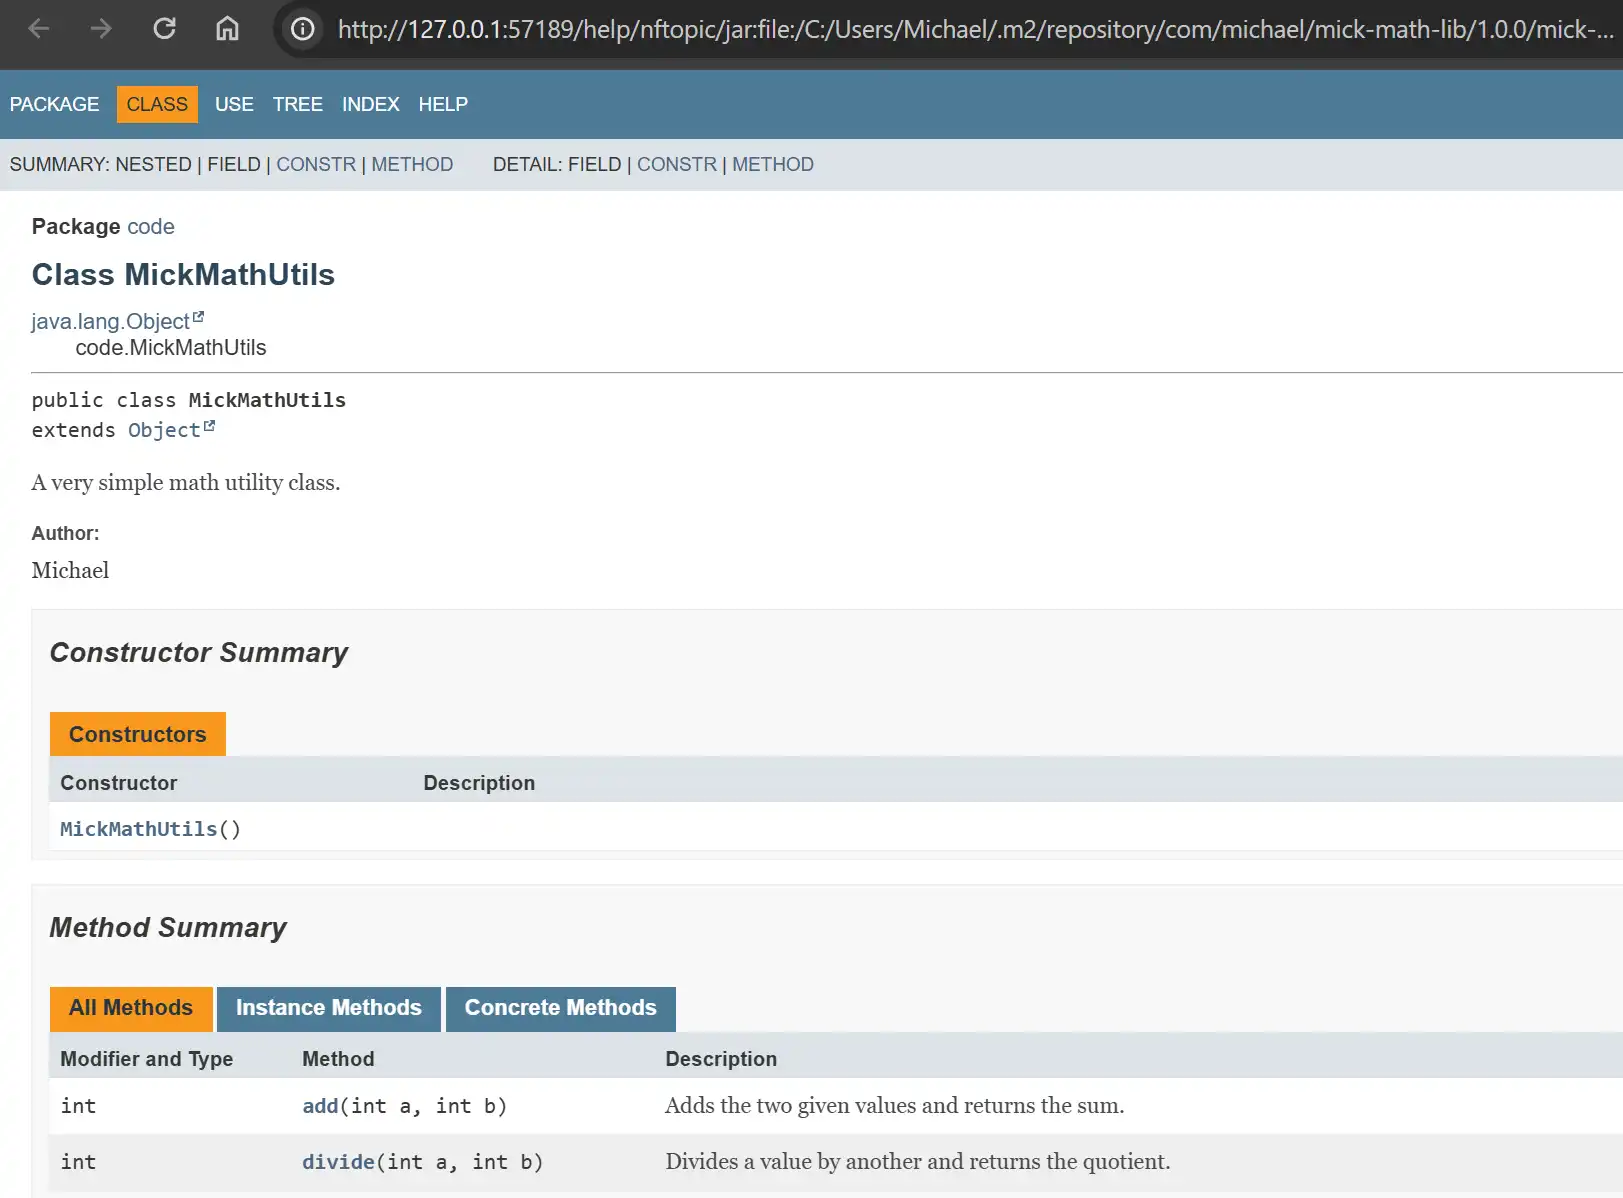 http://127.0.0.1:57189/help/nftopic/jar:file:/C:/Users/Michael/.m2/repository/com/michael/mick-math-lib/1.0.0/mick-...
PACKAGE CLASS USE TREE INDEX HELP
SUMMARY: NESTED | FIELD | CONSTR | METHOD DETAIL: FIELD | CONSTR | METHOD
Package code
Class MickMathUtils
java.lang.Object
code.MickMathUtils
public class MickMathUtils
extends Object
A very simple math utility class.
Author:
Michael
Constructor Summary
Constructors
Constructor Description
MickMathUtils()
Method Summary
All Methods Instance Methods Concrete Methods
Modifier and Type Method Description
int add(int a, int b) Adds the two given values and returns the sum.
int divide(int a, int b) Divides a value by another and returns the quotient.